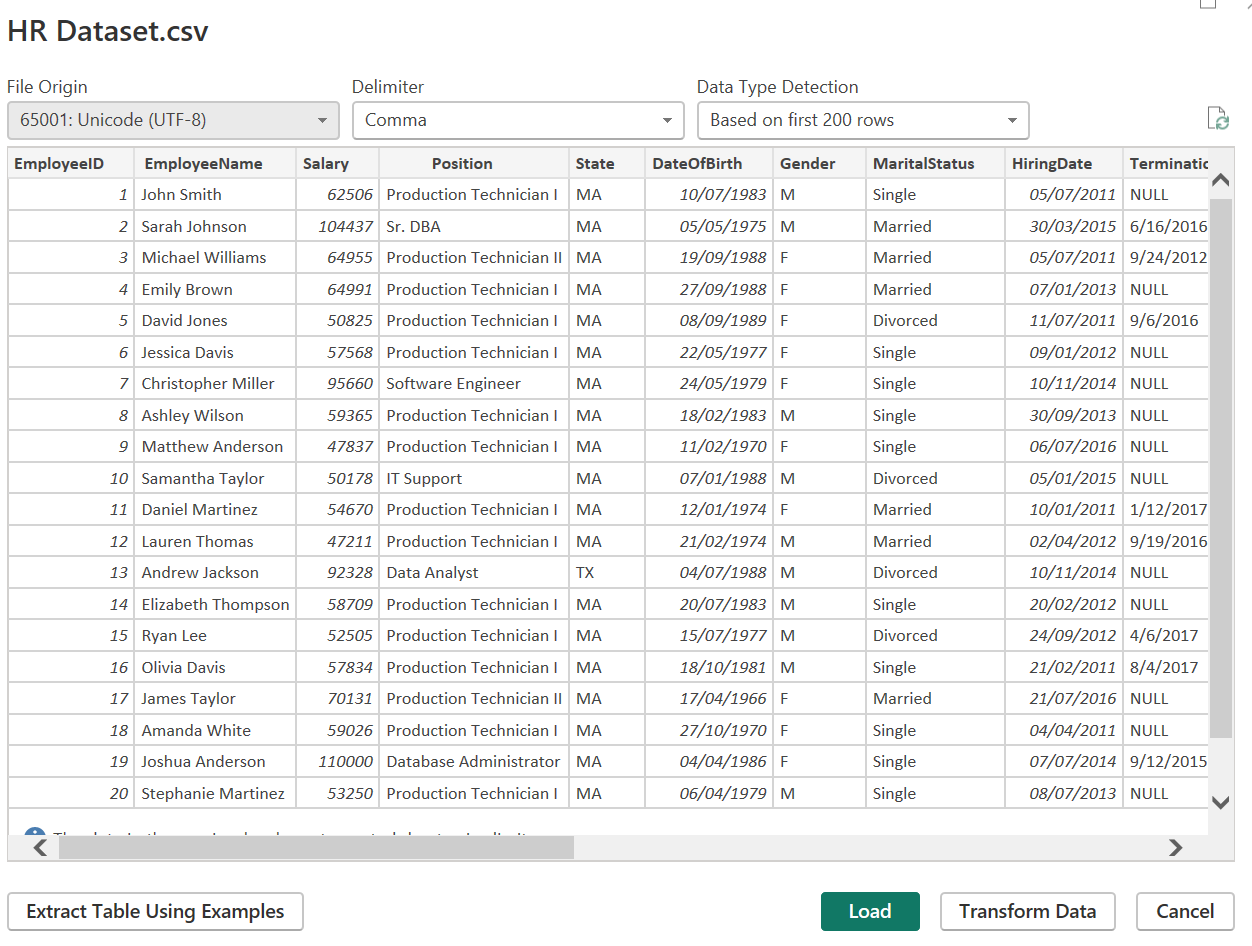 HR Dataset.csv
File Origin Delimiter Data Type Detection
65001: Unicode (UTF-8) Comma Based on first 200 rows
EmployeeID EmployeeName Salary Position State DateOfBirth Gender MaritalStatus HiringDate Terminatic
1 John Smith 62506 Production Technician I MA 10/07/1983 M Single 05/07/2011 NULL
2 Sarah Johnson 104437 Sr. DBA MA 05/05/1975 M Married 30/03/2015 6/16/2016
3 Michael Williams 64955 Production Technician II MA 19/09/1988 F Married 05/07/2011 9/24/2012
4 Emily Brown 64991 Production Technician I MA 27/09/1988 F Married 07/01/2013 NULL
5 David Jones 50825 Production Technician I MA 08/09/1989 F Divorced 11/07/2011 9/6/2016
6 Jessica Davis 57568 Production Technician I MA 22/05/1977 F Single 09/01/2012 NULL
7 Christopher Miller 95660 Software Engineer MA 24/05/1979 F Single 10/11/2014 NULL
8 Ashley Wilson 59365 Production Technician I MA 18/02/1983 M Single 30/09/2013 NULL
9 Matthew Anderson 47837 Production Technician I MA 11/02/1970 F Single 06/07/2016 NULL
10 Samantha Taylor 50178 IT Support MA 07/01/1988 M Divorced 05/01/2015 NULL
11 Daniel Martinez 54670 Production Technician I MA 12/01/1974 F Married 10/01/2011 1/12/2017
12 Lauren Thomas 47211 Production Technician I MA 21/02/1974 M Married 02/04/2012 9/19/2016
13 Andrew Jackson 92328 Data Analyst TX 04/07/1988 M Divorced 10/11/2014 NULL
14 Elizabeth Thompson 58709 Production Technician I MA 20/07/1983 M Single 20/02/2012 NULL
15 Ryan Lee 52505 Production Technician I MA 15/07/1977 M Divorced 24/09/2012 4/6/2017
16 Olivia Davis 57834 Production Technician I MA 18/10/1981 M Single 21/02/2011 8/4/2017
17 James Taylor 70131 Production Technician II MA 17/04/1966 F Married 21/07/2016 NULL
18 Amanda White 59026 Production Technician I MA 27/10/1970 F Single 04/04/2011 NULL
19 Joshua Anderson 110000 Database Administrator MA 04/04/1986 F Single 07/07/2014 9/12/2015
20 Stephanie Martinez 53250 Production Technician I MA 06/04/1979 M Single 08/07/2013 NULL
Extract Table Using Examples Load Transform Data Cancel